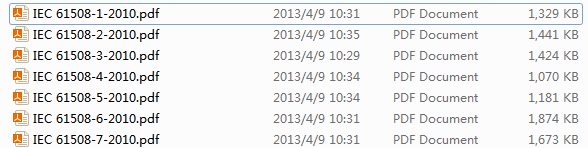 IEC 61508-1-2010.pdf 2013/4/9 10:31 PDF Document 1,329 KB
IEC 61508-2-2010.pdf 2013/4/9 10:35 PDF Document 1,441 KB
IEC 61508-3-2010.pdf 2013/4/9 10:29 PDF Document 1,424 KB
IEC 61508-4-2010.pdf 2013/4/9 10:34 PDF Document 1,070 KB
IEC 61508-5-2010.pdf 2013/4/9 10:34 PDF Document 1,181 KB
IEC 61508-6-2010.pdf 2013/4/9 10:31 PDF Document 1,874 KB
IEC 61508-7-2010.pdf 2013/4/9 10:31 PDF Document 1,673 KB